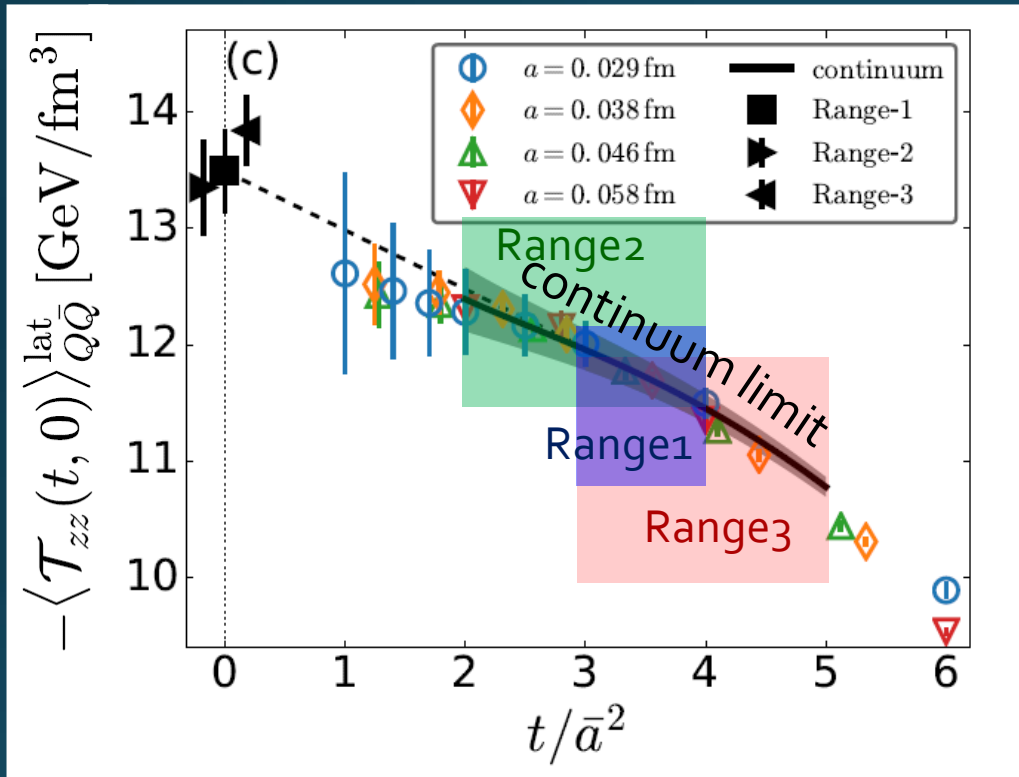 (c)
−⟨𝒯zz(t, 0)⟩^lat_QQ̄ [GeV/fm³]
14
13
12
11
10
a = 0.029 fm
a = 0.038 fm
a = 0.046 fm
a = 0.058 fm
continuum
Range-1
Range-2
Range-3
Range2
continuum limit
Range1
Range3
0 1 2 3 4 5 6
t/ā²